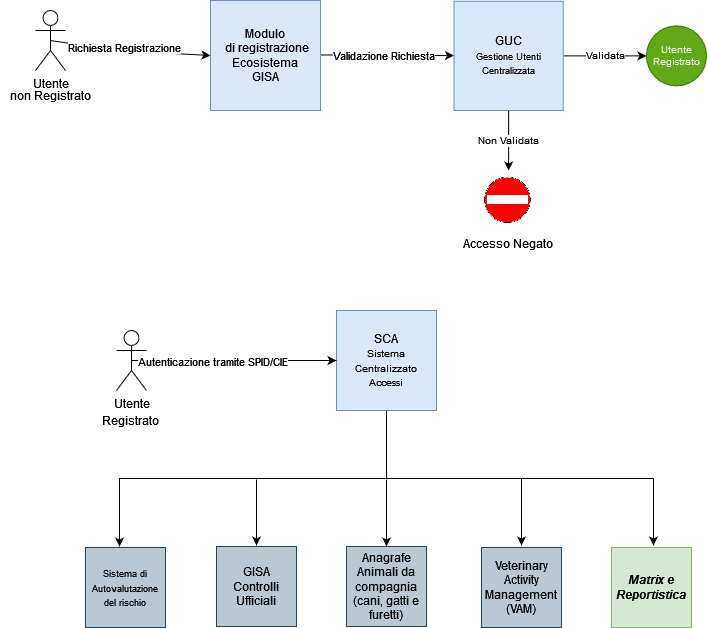 Utente
non Registrato
Richiesta Registrazione
Modulo
di registrazione
Ecosistema
GISA
Validazione Richiesta
GUC
Gestione Utenti
Centralizzata
Validata
Utente
Registrato
Non Validata
Accesso Negato
Utente
Registrato
Autenticazione tramite SPID/CIE
SCA
Sistema
Centralizzato
Accessi
Sistema di
Autovalutazione
del rischio
GISA
Controlli
Ufficiali
Anagrafe
Animali da
compagnia
(cani, gatti e
furetti)
Veterinary
Activity
Management
(VAM)
Matrix e
Reportistica